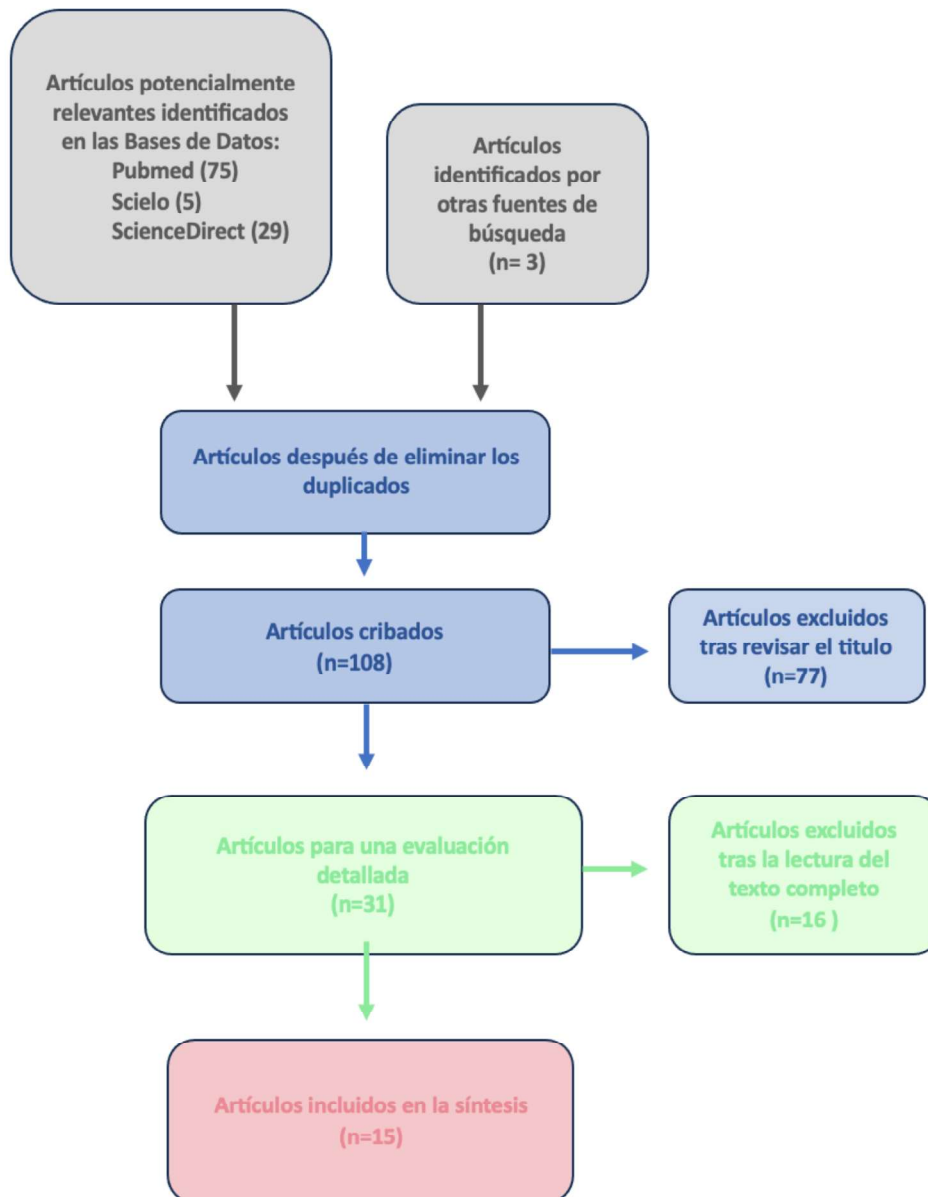 Artículos potencialmente
relevantes identificados
en las Bases de Datos:
Pubmed (75)
Scielo (5)
ScienceDirect (29)
Artículos
identificados por
otras fuentes de
búsqueda
(n= 3)
Artículos después de eliminar los
duplicados
Artículos cribados
(n=108)
Artículos excluidos
tras revisar el titulo
(n=77)
Artículos para una evaluación
detallada
(n=31)
Artículos excluidos
tras la lectura del
texto completo
(n=16 )
Artículos incluidos en la síntesis
(n=15)